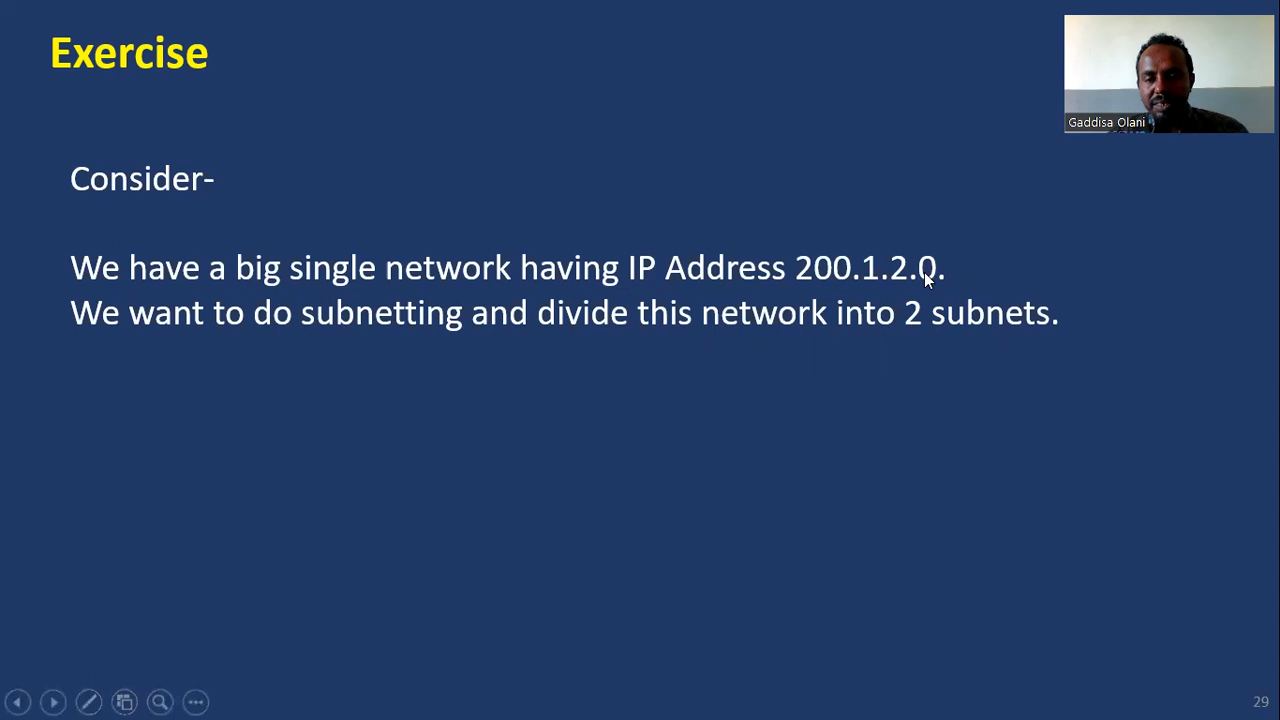 Exercise
Gaddisa Olani
Consider-
We have a big single network having IP Address 200.1.2.0.
We want to do subnetting and divide this network into 2 subnets.
29